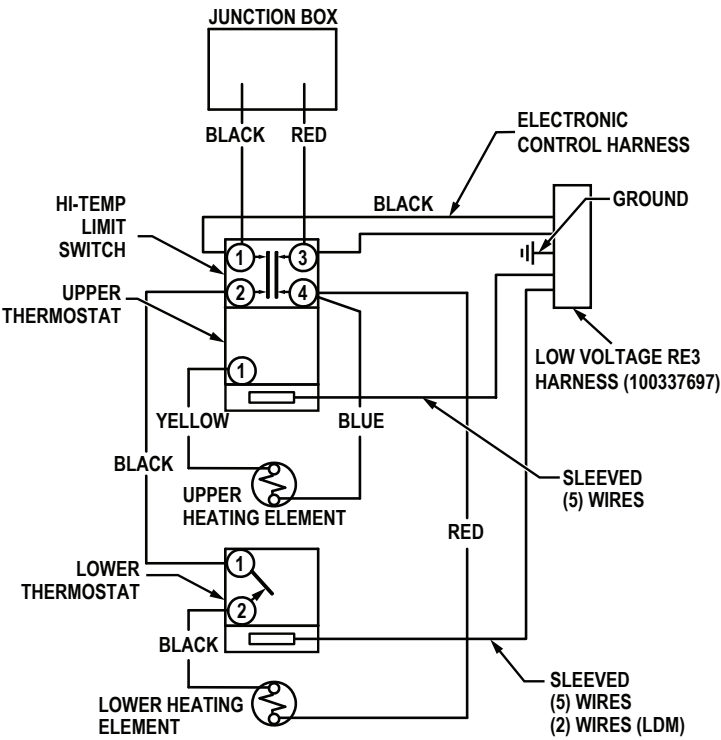 JUNCTION BOX
BLACK
RED
ELECTRONIC
CONTROL HARNESS
BLACK
GROUND
HI-TEMP
LIMIT
SWITCH
1
3
2
4
UPPER
THERMOSTAT
LOW VOLTAGE RE3
HARNESS (100337697)
1
YELLOW
BLUE
BLACK
SLEEVED
(5) WIRES
UPPER
HEATING ELEMENT
RED
LOWER
THERMOSTAT
1
2
BLACK
SLEEVED
(5) WIRES
(2) WIRES (LDM)
LOWER HEATING
ELEMENT